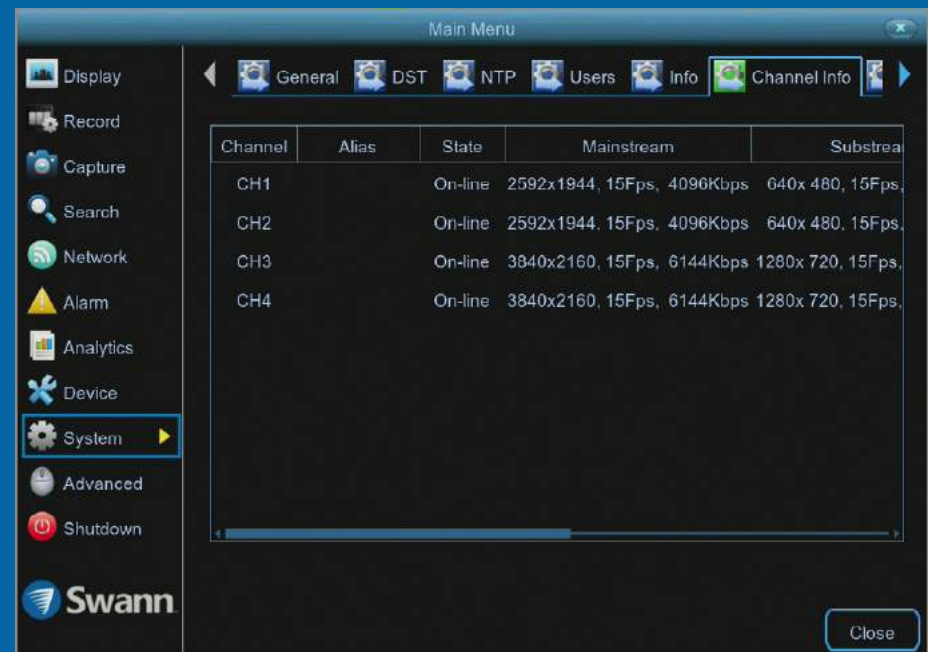 Main Menu
Display
Record
Capture
Search
Network
Alarm
Analytics
Device
System
Advanced
Shutdown
Swann
General DST NTP Users Info Channel Info
Channel Alias State Mainstream Substrea
CH1 On-line 2592x1944, 15Fps, 4096Kbps 640x 480, 15Fps,
CH2 On-line 2592x1944, 15Fps, 4096Kbps 640x 480, 15Fps,
CH3 On-line 3840x2160, 15Fps, 6144Kbps 1280x 720, 15Fps,
CH4 On-line 3840x2160, 15Fps, 6144Kbps 1280x 720, 15Fps,
Close